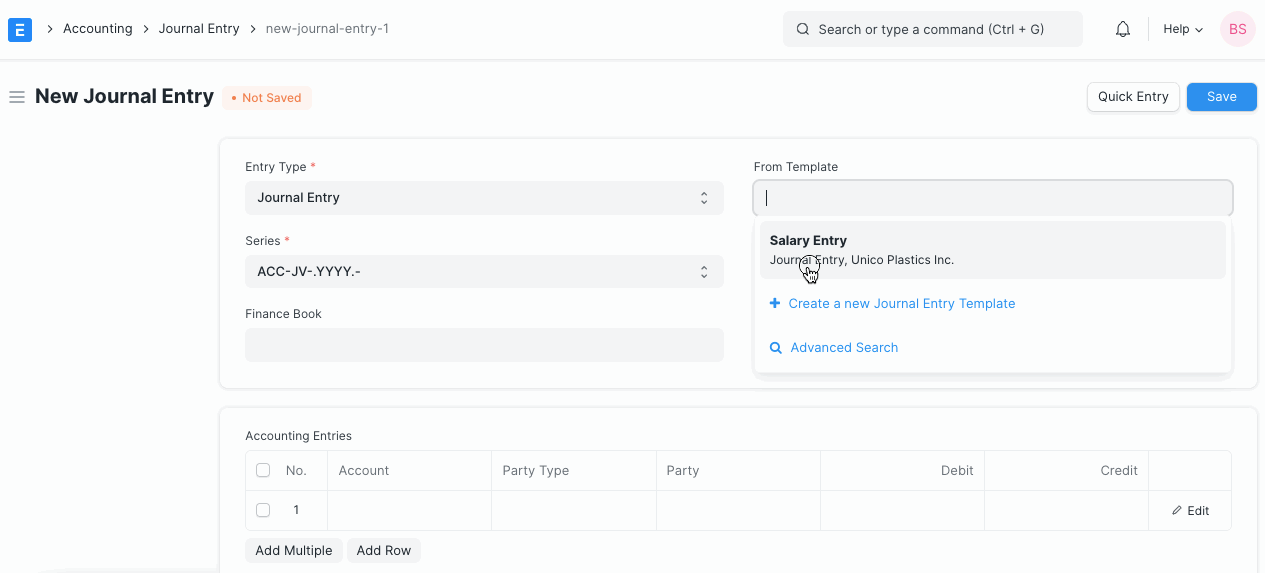 E > Accounting > Journal Entry > new-journal-entry-1 Search or type a command (Ctrl + G) Help BS
New Journal Entry • Not Saved Quick Entry Save
Entry Type * From Template
Journal Entry
Series * Salary Entry
Journal Entry, Unico Plastics Inc.
ACC-JV-.YYYY.-
Create a new Journal Entry Template
Finance Book
Advanced Search
Accounting Entries
No. Account Party Type Party Debit Credit
1 Edit
Add Multiple Add Row